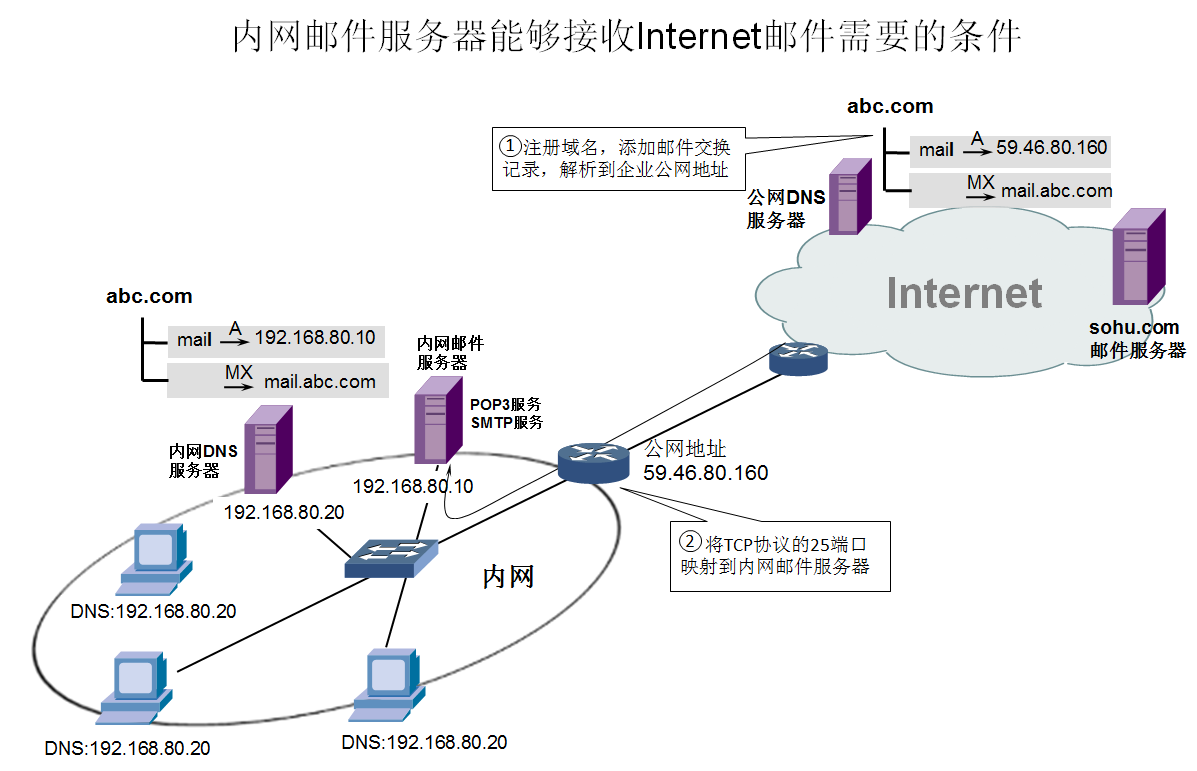 内网邮件服务器能够接收Internet邮件需要的条件
abc.com
①注册域名，添加邮件交换
记录，解析到企业公网地址
mail A 59.46.80.160
MX mail.abc.com
公网DNS
服务器
Internet
sohu.com
邮件服务器
abc.com
mail A 192.168.80.10
MX mail.abc.com
内网邮件
服务器
POP3服务
SMTP服务
内网DNS
服务器
公网地址
59.46.80.160
192.168.80.10
192.168.80.20
②将TCP协议的25端口
映射到内网邮件服务器
内网
DNS:192.168.80.20
DNS:192.168.80.20
DNS:192.168.80.20